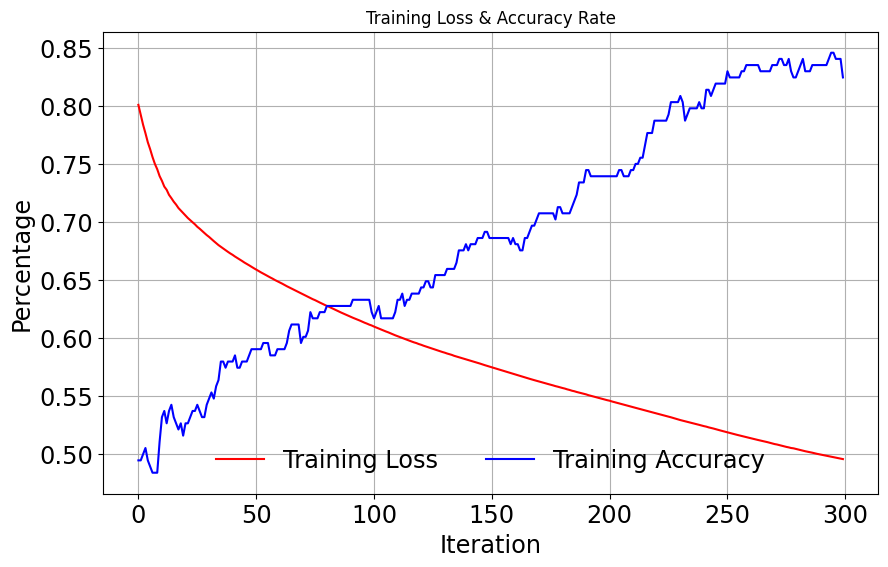 Training Loss & Accuracy Rate
0.85
0.80
0.75
0.70
0.65
0.60
0.55
0.50
Percentage
Training Loss Training Accuracy
0 50 100 150 200 250 300
Iteration